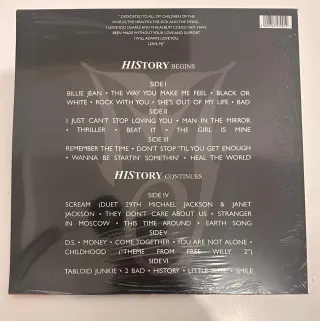 " DEDICATED TO ALL MY CHILDREN OF THE
WORLD, THE HEALTHY, THE SICK AND THE DYING.
I LOVE YOU DEARLY, AND THIS ALBUM COULD NOT HAVE
BEEN MADE WITHOUT YOUR LOVE AND SUPPORT
I WILL ALWAYS LOVE YOU.
LOVE, MJ"
HISTORY BEGINS
SIDE I
BILLIE JEAN • THE WAY YOU MAKE ME FEEL • BLACK OR
WHITE • ROCK WITH YOU • SHE'S OUT OF MY LIFE • BAD
SIDE II
I JUST CAN'T STOP LOVING YOU • MAN IN THE MIRROR
• THRILLER • BEAT IT • THE GIRL IS MINE
SIDE III
REMEMBER THE TIME • DON'T STOP 'TIL YOU GET ENOUGH
• WANNA BE STARTIN' SOMETHIN' • HEAL THE WORLD
HISTORY CONTINUES
SIDE IV
SCREAM (DUET 29TH MICHAEL JACKSON & JANET
JACKSON • THEY DON'T CARE ABOUT US • STRANGER
IN MOSCOW • THIS TIME AROUND • EARTH SONG
SIDE V
D.S. • MONEY • COME TOGETHER • YOU ARE NOT ALONE •
CHILDHOOD ("THEME FROM FREE WILLY 2")
SIDE VI
TABLOID JUNKIE • 2 BAD • HISTORY • LITTLE SUSIE • SMILE